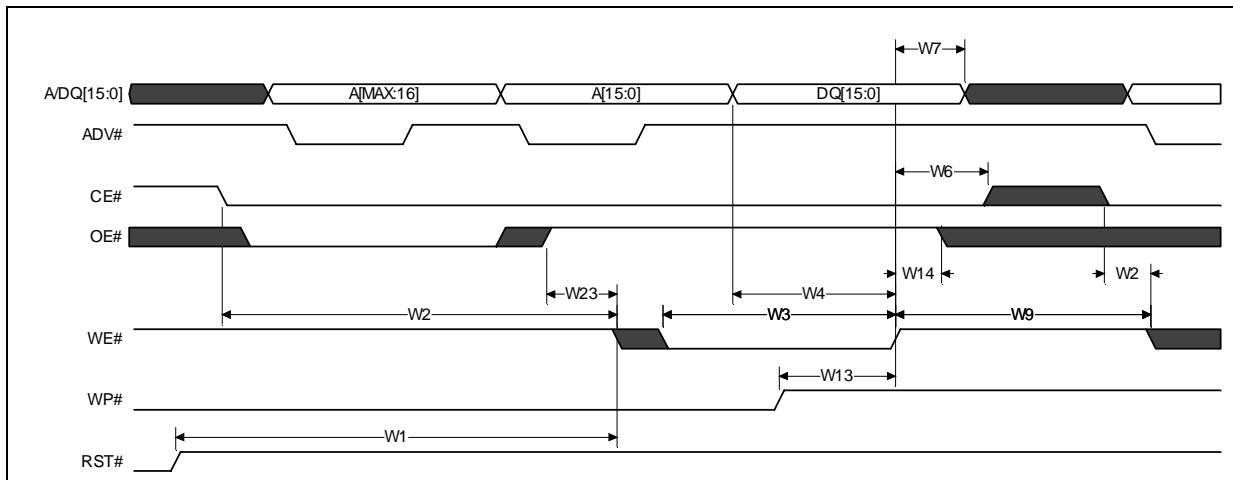 W7
A/DQ[15:0] A[MAX:16] A[15:0] DQ[15:0]
ADV#
W6
CE#
OE#
W14 W2
W23 W4
W2 W3 W9
WE#
W13
WP#
W1
RST#